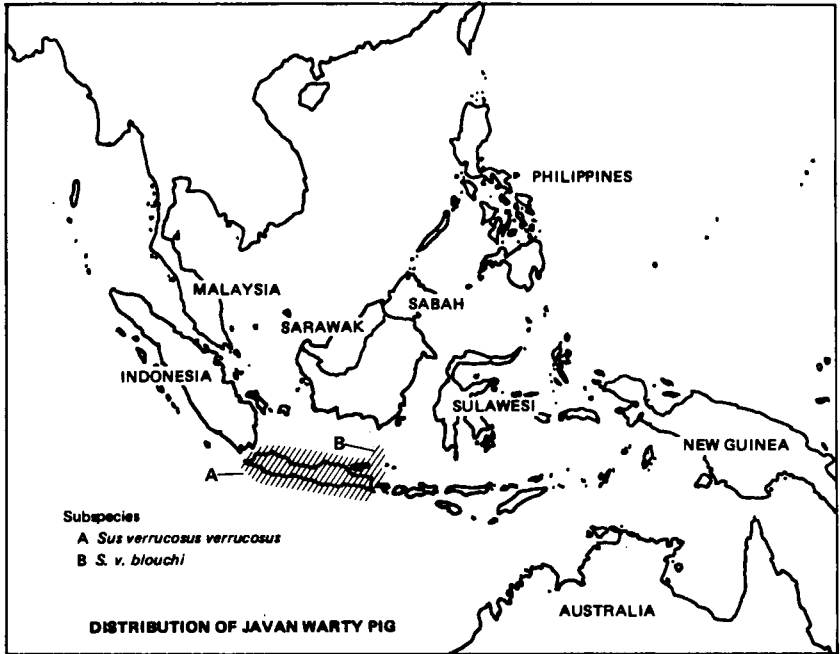 PHILIPPINES
MALAYSIA
SABAH
SARAWAK
INDONESIA
SULAWESI
B
NEW GUINEA
A
Subspecies
A Sus verrucosus verrucosus
B S. v. blouchi
AUSTRALIA
DISTRIBUTION OF JAVAN WARTY PIG